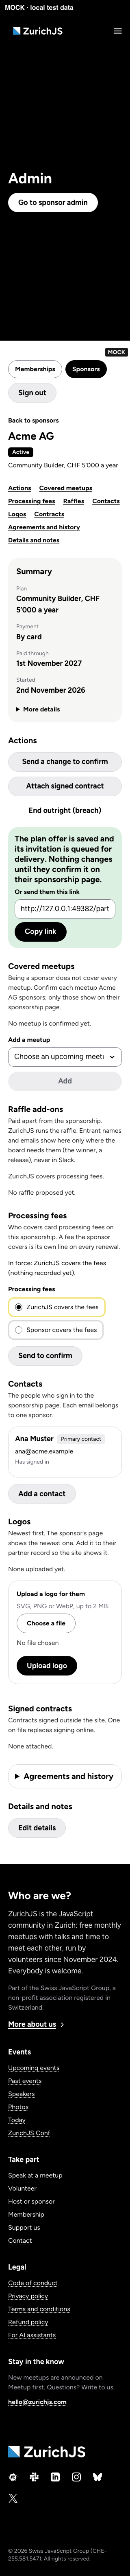 MOCK · local test data
ZurichJS
Admin
Go to sponsor admin
MOCK
Memberships
Sponsors
Sign out
Back to sponsors
Acme AG
Active
Community Builder, CHF 5'000 a year
Actions Covered meetups
Processing fees Raffles Contacts
Logos Contracts
Agreements and history
Details and notes
Summary
Plan
Community Builder, CHF
5'000 a year
Payment
By card
Paid through
1st November 2027
Started
2nd November 2026
More details
Actions
Send a change to confirm
Attach signed contract
End outright (breach)
The plan offer is saved and
its invitation is queued for
delivery. Nothing changes
until they confirm it on
their sponsorship page.
Or send them this link
http://127.0.0.1:49382/part
Copy link
Covered meetups
Being a sponsor does not cover every
meetup. Confirm each meetup Acme
AG sponsors; only those show on their
sponsorship page.
No meetup is confirmed yet.
Add a meetup
Choose an upcoming meetu
Add
Raffle add-ons
Paid apart from the sponsorship.
ZurichJS runs the raffle. Entrant names
and emails show here only where the
board needs them (the winner, a
release), never in Slack.
ZurichJS covers processing fees.
No raffle proposed yet.
Processing fees
Who covers card processing fees on
this sponsorship. A fee the sponsor
covers is its own line on every renewal.
In force: ZurichJS covers the fees
(nothing recorded yet).
Processing fees
ZurichJS covers the fees
Sponsor covers the fees
Send to confirm
Contacts
The people who sign in to the
sponsorship page. Each email belongs
to one sponsor.
Ana Muster Primary contact
ana@acme.example
Has signed in
Add a contact
Logos
Newest first. The sponsor's page
shows the newest one. Add it to their
partner record so the site shows it.
None uploaded yet.
Upload a logo for them
SVG, PNG or WebP, up to 2 MB.
Choose a file
No file chosen
Upload logo
Signed contracts
Contracts signed outside the site. One
on file replaces signing online.
None attached.
Agreements and history
Details and notes
Edit details
Who are we?
ZurichJS is the JavaScript
community in Zurich: free monthly
meetups with talks and time to
meet each other, run by
volunteers since November 2024.
Everybody is welcome.
Part of the Swiss JavaScript Group, a
non-profit association registered in
Switzerland.
More about us
Events
Upcoming events
Past events
Speakers
Photos
Today
ZurichJS Conf
Take part
Speak at a meetup
Volunteer
Host or sponsor
Membership
Support us
Contact
Legal
Code of conduct
Privacy policy
Terms and conditions
Refund policy
For AI assistants
Stay in the know
New meetups are announced on
Meetup first. Questions? Write to us.
hello@zurichjs.com
ZurichJS
© 2026 Swiss JavaScript Group (CHE-
255.581.547). All rights reserved.